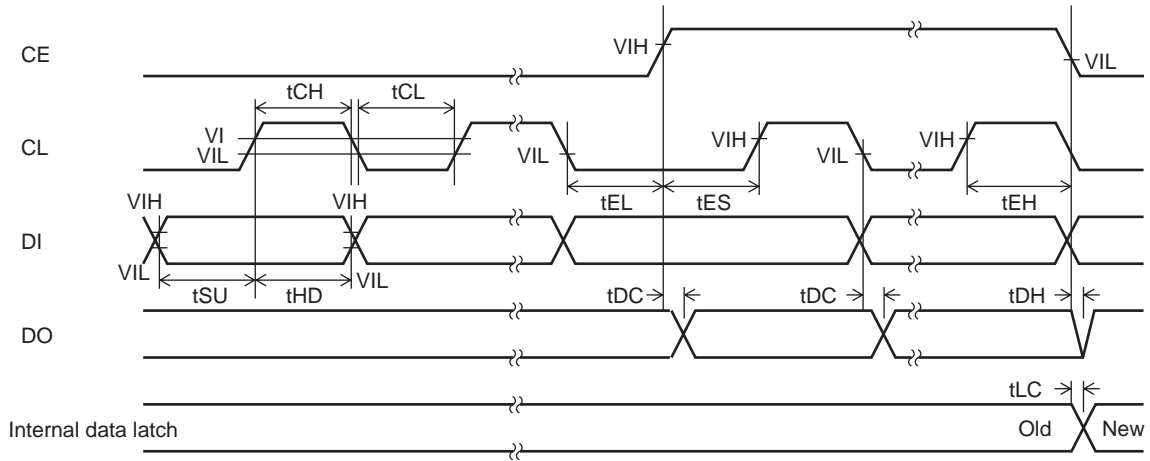 CE
VIH
VIL
tCH
tCL
CL
VI
VIL
VIL
VIH
VIL
VIH
tEL
tES
tEH
VIH
VIH
DI
VIL
VIL
tSU
tHD
tDC
tDC
tDH
DO
tLC
Internal data latch
Old
New